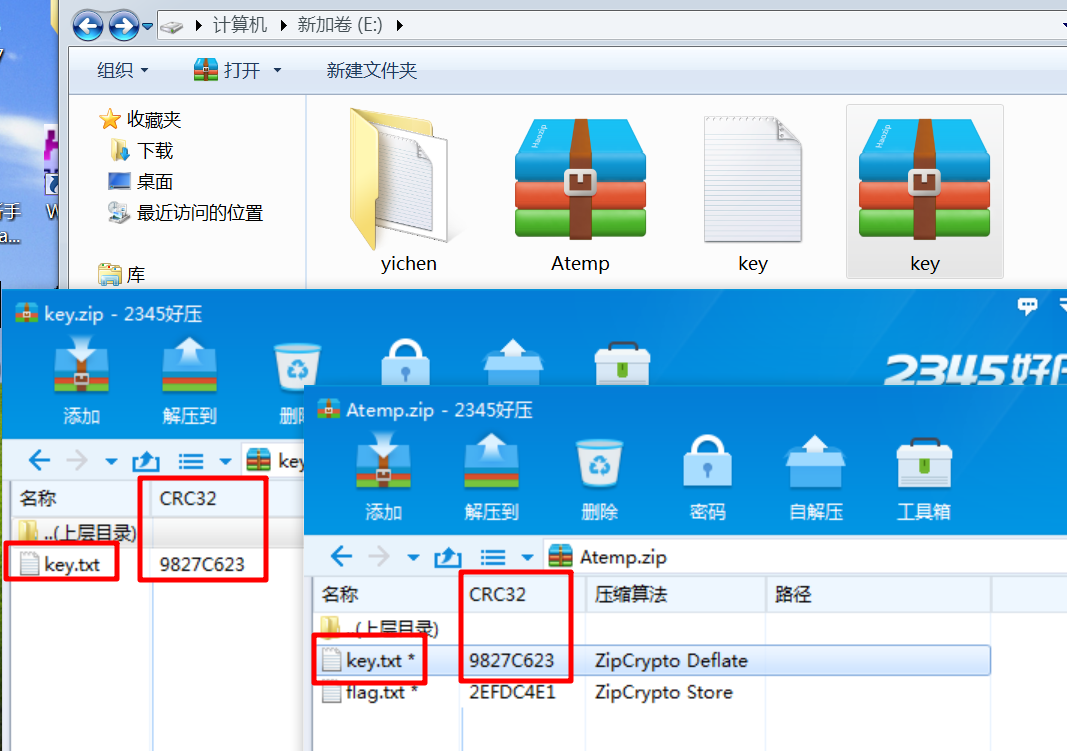 计算机 新加卷 (E:)
组织 打开 新建文件夹
收藏夹
下载
桌面
最近访问的位置
库
yichen Atemp key key
Haozip Haozip
手
a...
W
key.zip - 2345好压
2345好压
添加 解压到 删除
key
名称 CRC32
..(上层目录)
key.txt 9827C623
Atemp.zip - 2345好压
添加 解压到 删除 密码 自解压 工具箱
Atemp.zip
名称 CRC32 压缩算法 路径
..(上层目录)
key.txt * 9827C623 ZipCrypto Deflate
flag.txt * 2EFDC4E1 ZipCrypto Store